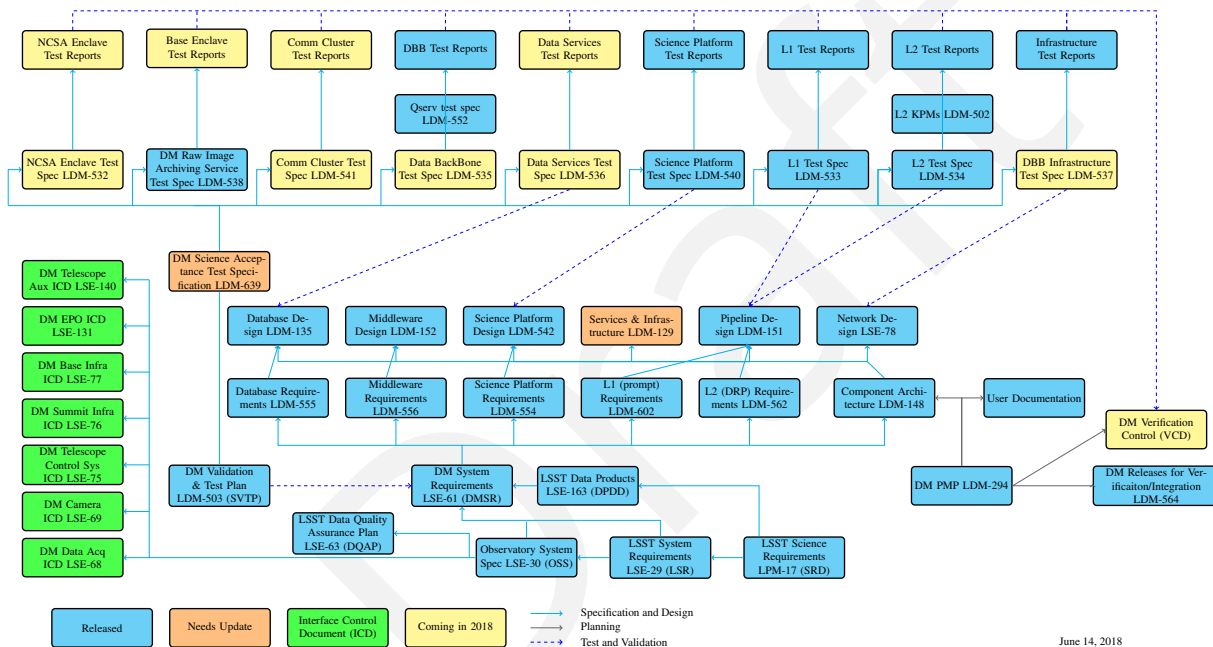 NCSA Enclave
Test Reports
Base Enclave
Test Reports
Comm Cluster
Test Reports
DBB Test Reports
Data Services
Test Reports
Science Platform
Test Reports
L1 Test Reports
L2 Test Reports
Infrastructure
Test Reports
Qserv test spec
LDM-552
L2 KPMs LDM-502
NCSA Enclave Test
Spec LDM-532
DM Raw Image
Archiving Service
Test Spec LDM-538
Comm Cluster Test
Spec LDM-541
Data BackBone
Test Spec LDM-535
Data Services Test
Spec LDM-536
Science Platform
Test Spec LDM-540
L1 Test Spec
LDM-533
L2 Test Spec LDM-
534
DBB Infrastructure
Test Spec LDM-537
DM Science Accep-
tance Test Speci-
fication LDM-639
DM Telescope
Aux ICD LSE-140
DM EPO ICD
LSE-131
DM Base Infra
ICD LSE-77
DM Summit Infra
ICD LSE-76
DM Telescope
Control Sys
ICD LSE-75
DM Camera
ICD LSE-69
DM Data Acq
ICD LSE-68
Database De-
sign LDM-135
Middleware
Design LDM-152
Science Platform
Design LDM-542
Services & Infras-
tructure LDM-129
Pipeline De-
sign LDM-151
Network De-
sign LSE-78
Database Require-
ments LDM-555
Middleware
Requirements
LDM-556
Science Platform
Requirements
LDM-554
L1 (prompt)
Requirements
LDM-602
L2 (DRP) Require-
ments LDM-562
Component Archi-
tecture LDM-148
User Documentation
DM Verification
Control (VCD)
DM Validation
& Test Plan
LDM-503 (SVTP)
DM System
Requirements
LSE-61 (DMSR)
LSST Data Products
LSE-163 (DPDD)
DM PMP LDM-294
DM Releases for Ver-
ificaiton/Integration
LDM-564
LSST Data Quality
Assurance Plan
LSE-63 (DQAP)
Observatory System
Spec LSE-30 (OSS)
LSST System
Requirements
LSE-29 (LSR)
LSST Science
Requirements
LPM-17 (SRD)
Released
Needs Update
Interface Control
Document (ICD)
Coming in 2018
Specification and Design
Planning
Test and Validation
June 14, 2018
Draft